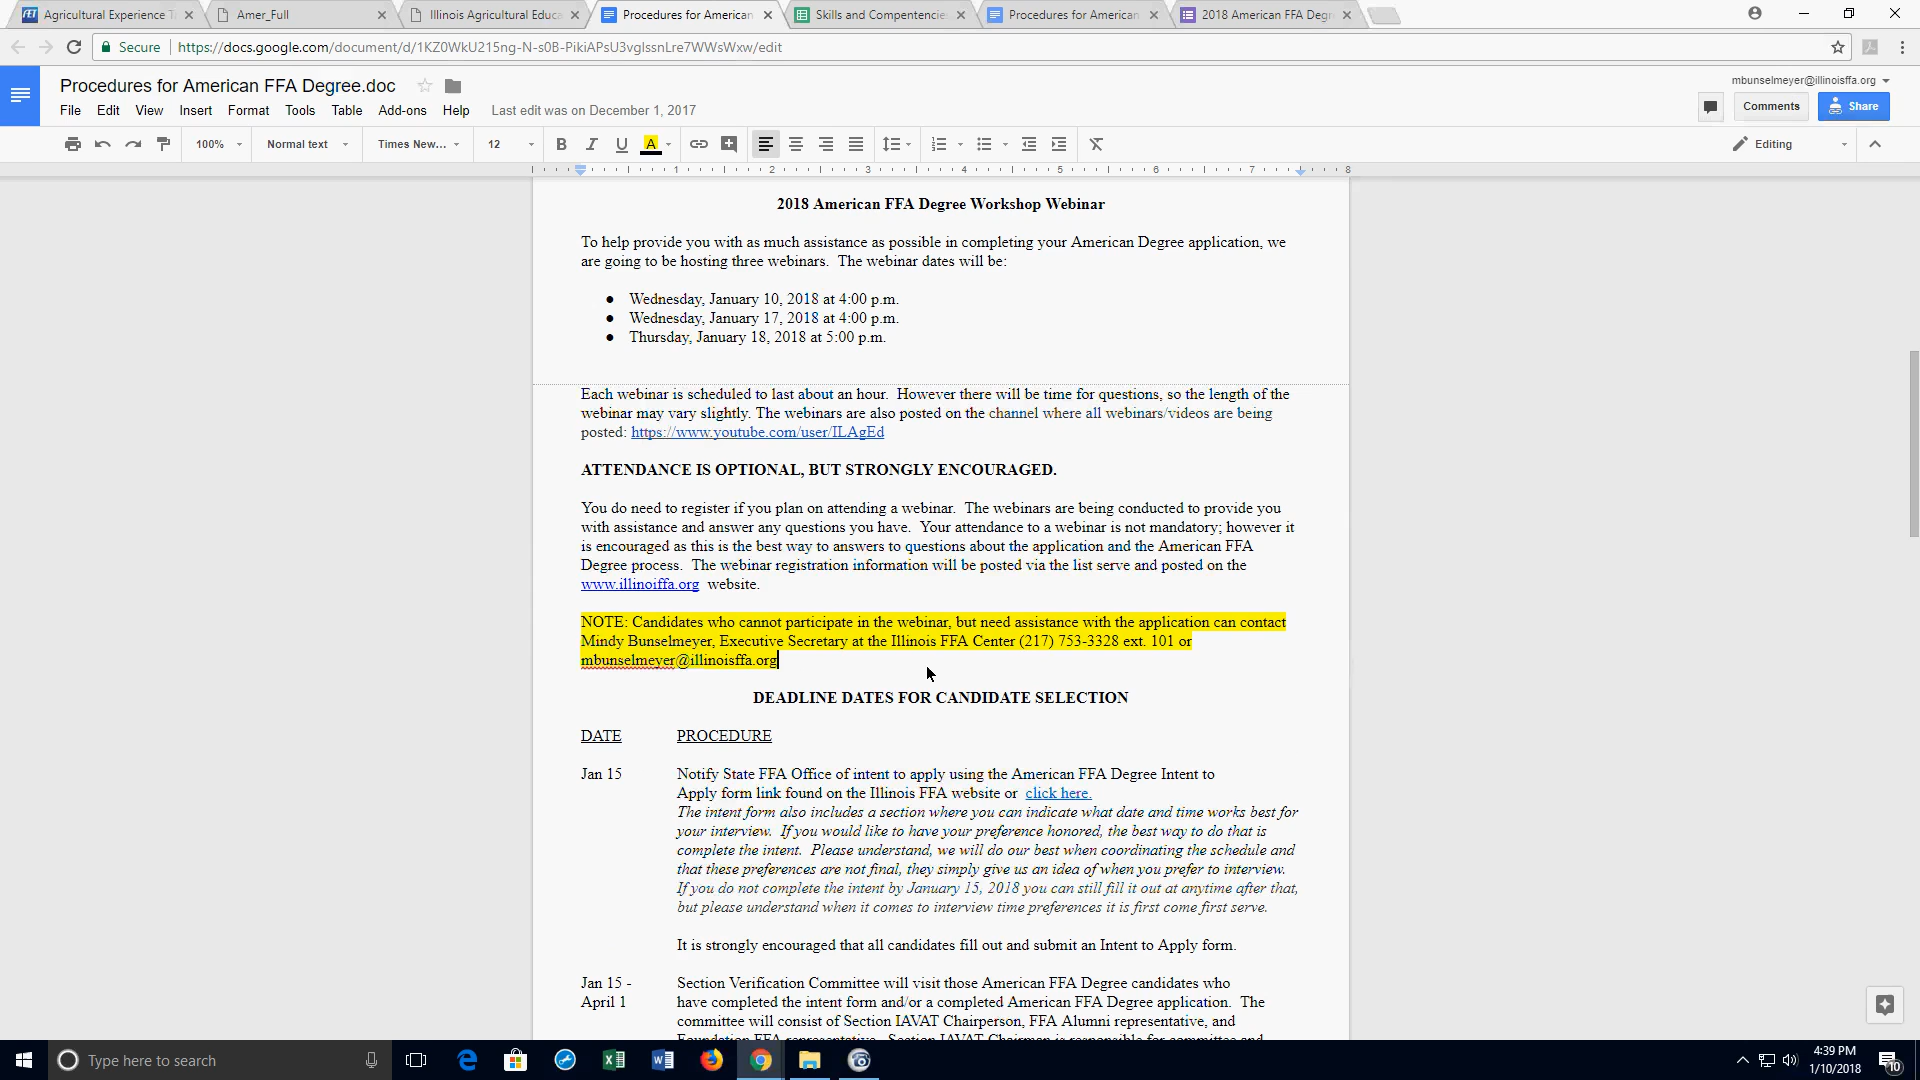 Agricultural Experience T
Amer_Full
Illinois Agricultural Educa
Procedures for American
Skills and Compentencie
Procedures for American
2018 American FFA Degr
Secure
https://docs.google.com/document/d/1KZ0WkU215ng-N-s0B-PikiAPsU3vglssnLre7WWsWxw/edit
Procedures for American FFA Degree.doc
mbunselmeyer@illinoisffa.org
File Edit View Insert Format Tools Table Add-ons Help Last edit was on December 1, 2017
Comments
Share
100% Normal text Times New... 12 B I U A Editing
1 2 3 4 5 6 7 8
2018 American FFA Degree Workshop Webinar
To help provide you with as much assistance as possible in completing your American Degree application, we
are going to be hosting three webinars. The webinar dates will be:
● Wednesday, January 10, 2018 at 4:00 p.m.
● Wednesday, January 17, 2018 at 4:00 p.m.
● Thursday, January 18, 2018 at 5:00 p.m.
Each webinar is scheduled to last about an hour. However there will be time for questions, so the length of the
webinar may vary slightly. The webinars are also posted on the channel where all webinars/videos are being
posted: https://www.youtube.com/user/ILAgEd
ATTENDANCE IS OPTIONAL, BUT STRONGLY ENCOURAGED.
You do need to register if you plan on attending a webinar. The webinars are being conducted to provide you
with assistance and answer any questions you have. Your attendance to a webinar is not mandatory; however it
is encouraged as this is the best way to answers to questions about the application and the American FFA
Degree process. The webinar registration information will be posted via the list serve and posted on the
www.illinoiffa.org website.
NOTE: Candidates who cannot participate in the webinar, but need assistance with the application can contact
Mindy Bunselmeyer, Executive Secretary at the Illinois FFA Center (217) 753-3328 ext. 101 or
mbunselmeyer@illinoisffa.org
DEADLINE DATES FOR CANDIDATE SELECTION
DATE PROCEDURE
Jan 15 Notify State FFA Office of intent to apply using the American FFA Degree Intent to
Apply form link found on the Illinois FFA website or click here.
The intent form also includes a section where you can indicate what date and time works best for
your interview. If you would like to have your preference honored, the best way to do that is
complete the intent. Please understand, we will do our best when coordinating the schedule and
that these preferences are not final, they simply give us an idea of when you prefer to interview.
If you do not complete the intent by January 15, 2018 you can still fill it out at anytime after that,
but please understand when it comes to interview time preferences it is first come first serve.
It is strongly encouraged that all candidates fill out and submit an Intent to Apply form.
Jan 15 - Section Verification Committee will visit those American FFA Degree candidates who
April 1 have completed the intent form and/or a completed American FFA Degree application. The
committee will consist of Section IAVAT Chairperson, FFA Alumni representative, and
Foundation FFA representative. Section IAVAT Chairman is responsible for committee and
Type here to search
4:39 PM
1/10/2018
10